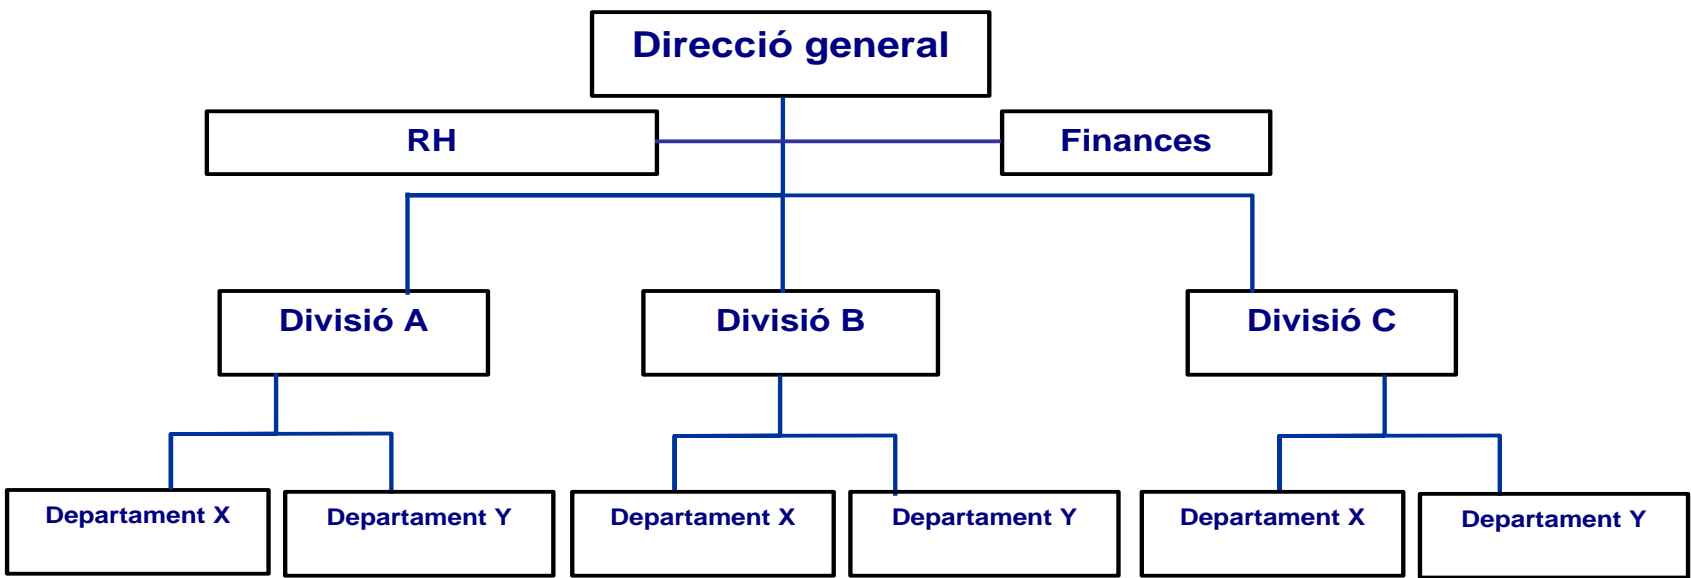 Direcció general
RH
Finances
Divisió A
Divisió B
Divisió C
Departament X
Departament Y
Departament X
Departament Y
Departament X
Departament Y